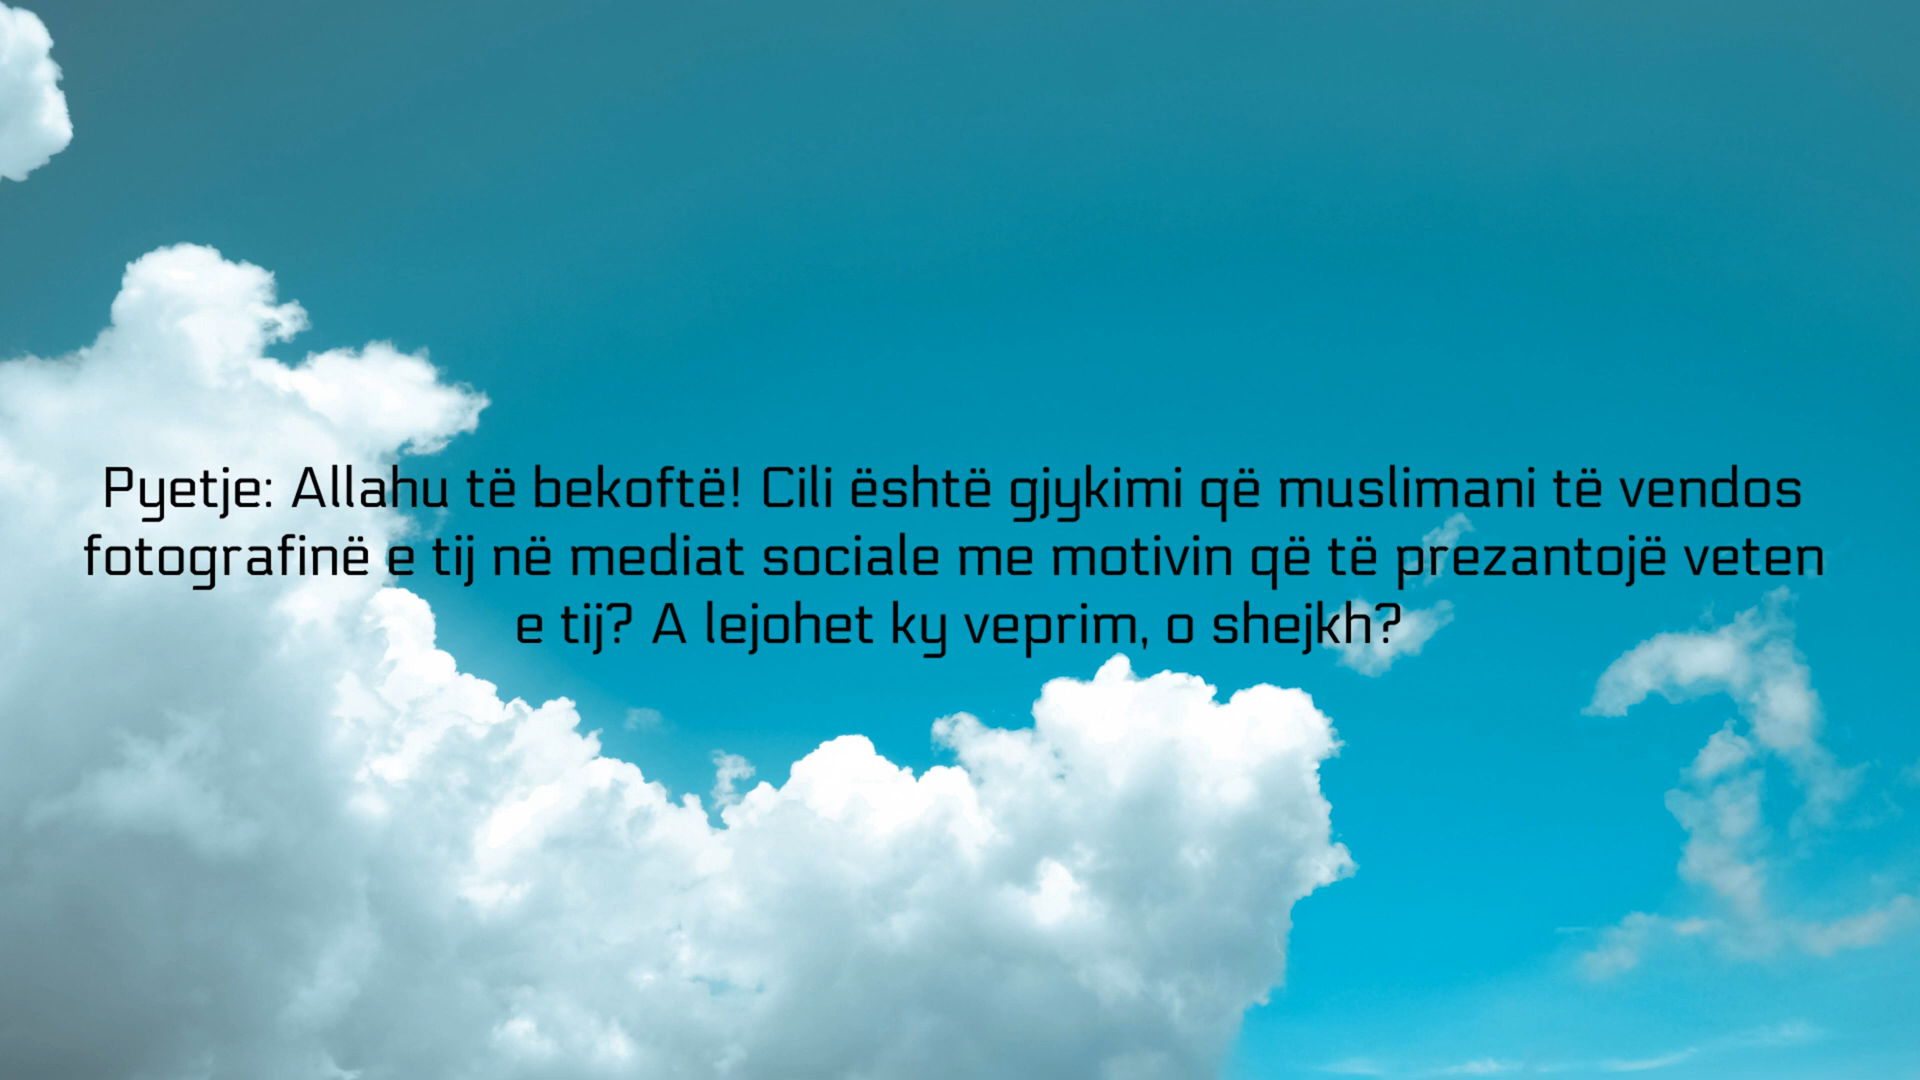 Pyetje: Allahu të bekoftë! Cili është gjykimi që muslimani të vendos
fotografinë e tij në mediat sociale me motivin që të prezantojë veten
e tij? A lejohet ky veprim, o shejkh?